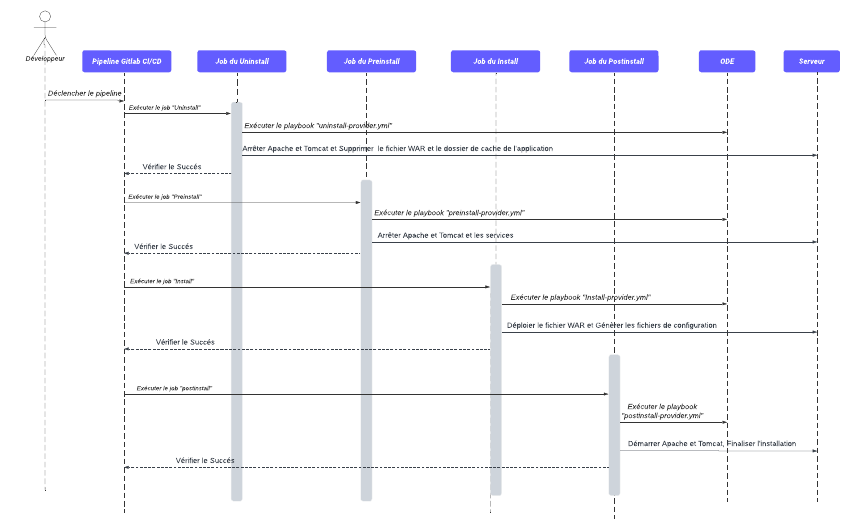 Développeur
Pipeline Gitlab CI/CD
Job du Uninstall
Job du Preinstall
Job du Install
Job du Postinstall
ODE
Serveur
Déclencher le pipeline
Exécuter le job "Uninstall"
Exécuter le playbook "uninstall-provider.yml"
Arrêter Apache et Tomcat et Supprimer le fichier WAR et le dossier de cache de l'application
Vérifier le Succés
Exécuter le job "Preinstall"
Exécuter le playbook "preinstall-provider.yml"
Arrêter Apache et Tomcat et les services
Vérifier le Succés
Exécuter le job "Install"
Exécuter le playbook "Install-provider.yml"
Déploier le fichier WAR et Générer les fichiers de configuration
Vérifier le Succés
Exécuter le job "postinstall"
Exécuter le playbook
"postinstall-provider.yml"
Démarrer Apache et Tomcat, Finaliser l'installation
Vérifier le Succés